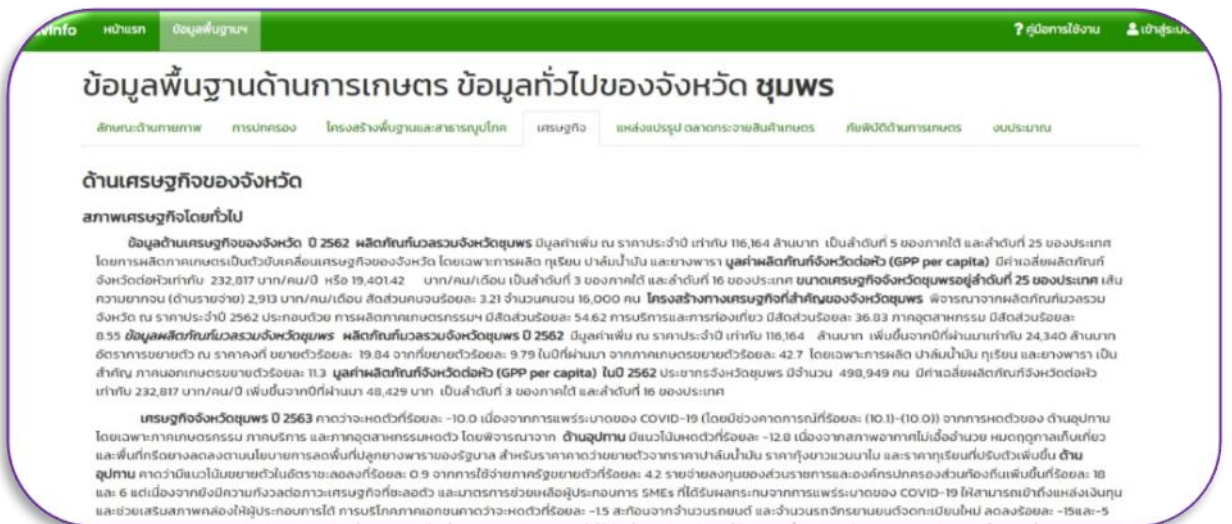 vinfo หน้าแรก ข้อมูลพื้นฐานฯ ? คู่มือการใช้งาน เข้าสู่ระบบ
ข้อมูลพื้นฐานด้านการเกษตร ข้อมูลทั่วไปของจังหวัด ชุมพร
ลักษณะด้านกายภาพ การปกครอง โครงสร้างพื้นฐานและสาธารณูปโภค เศรษฐกิจ แหล่งแปรรูป ตลาดกระจายสินค้าเกษตร ภัยพิบัติด้านการเกษตร งบประมาณ
ด้านเศรษฐกิจของจังหวัด
สภาพเศรษฐกิจโดยทั่วไป
ข้อมูลด้านเศรษฐกิจของจังหวัด ปี 2562 ผลิตภัณฑ์มวลรวมจังหวัดชุมพร มีมูลค่าเพิ่ม ณ ราคาประจำปี เท่ากับ 116,164 ล้านบาท เป็นลำดับที่ 5 ของภาคใต้ และลำดับที่ 25 ของประเทศ
โดยการผลิตภาคเกษตรเป็นตัวขับเคลื่อนเศรษฐกิจของจังหวัด โดยเฉพาะการผลิต ทุเรียน ปาล์มน้ำมัน และยางพารา มูลค่าผลิตภัณฑ์จังหวัดต่อหัว (GPP per capita) มีค่าเฉลี่ยผลิตภัณฑ์
จังหวัดต่อหัวเท่ากับ 232,817 บาท/คน/ปี หรือ 19,401.42 บาท/คน/เดือน เป็นลำดับที่ 3 ของภาคใต้ และลำดับที่ 16 ของประเทศ ขนาดเศรษฐกิจจังหวัดชุมพรอยู่ลำดับที่ 25 ของประเทศ เส้น
ความยากจน (ด้านรายจ่าย) 2,913 บาท/คน/เดือน สัดส่วนคนจนร้อยละ 3.21 จำนวนคนจน 16,000 คน โครงสร้างทางเศรษฐกิจที่สำคัญของจังหวัดชุมพร พิจารณาจากผลิตภัณฑ์มวลรวม
จังหวัด ณ ราคาประจำปี 2562 ประกอบด้วย การผลิตภาคเกษตรกรรมฯ มีสัดส่วนร้อยละ 54.62 การบริการและการท่องเที่ยว มีสัดส่วนร้อยละ 36.83 ภาคอุตสาหกรรม มีสัดส่วนร้อยละ
8.55 ข้อมูลผลิตภัณฑ์มวลรวมจังหวัดชุมพร ผลิตภัณฑ์มวลรวมจังหวัดชุมพร ปี 2562 มีมูลค่าเพิ่ม ณ ราคาประจำปี เท่ากับ 116,164 ล้านบาท เพิ่มขึ้นจากปีที่ผ่านมาเท่ากับ 24,340 ล้านบาท
อัตราการขยายตัว ณ ราคาคงที่ ขยายตัวร้อยละ 19.84 จากที่ขยายตัวร้อยละ 9.79 ในปีที่ผ่านมา จากภาคเกษตรขยายตัวร้อยละ 42.7 โดยเฉพาะการผลิต ปาล์มน้ำมัน ทุเรียน และยางพารา เป็น
สำคัญ ภาคนอกเกษตรขยายตัวร้อยละ 11.3 มูลค่าผลิตภัณฑ์จังหวัดต่อหัว (GPP per capita) ในปี 2562 ประชากรจังหวัดชุมพร มีจำนวน 498,949 คน มีค่าเฉลี่ยผลิตภัณฑ์จังหวัดต่อหัว
เท่ากับ 232,817 บาท/คน/ปี เพิ่มขึ้นจากปีที่ผ่านมา 48,429 บาท เป็นลำดับที่ 3 ของภาคใต้ และลำดับที่ 16 ของประเทศ
เศรษฐกิจจังหวัดชุมพร ปี 2563 คาดว่าจะหดตัวที่ร้อยละ -10.0 เนื่องจากการแพร่ระบาดของ COVID-19 (โดยมีช่วงคาดการณ์ที่ร้อยละ (10.1)-(10.0)) จากการหดตัวของ ด้านอุปทาน
โดยเฉพาะภาคเกษตรกรรม ภาคบริการ และภาคอุตสาหกรรมหดตัว โดยพิจารณาจาก ด้านอุปทาน มีแนวโน้มหดตัวที่ร้อยละ -12.8 เนื่องจากสภาพอากาศไม่เอื้ออำนวย หมดฤดูกาลเก็บเกี่ยว
และพื้นที่กรีดยางลดลงตามนโยบายการลดพื้นที่ปลูกยางพาราของรัฐบาล สำหรับราคาคาดว่าขยายตัวจากราคาปาล์มน้ำมัน ราคากุ้งขาวแวนนาไม และราคาทุเรียนที่ปรับตัวเพิ่มขึ้น ด้าน
อุปทาน คาดว่ามีแนวโน้มขยายตัวในอัตราชะลอลงที่ร้อยละ 0.9 จากการใช้จ่ายภาครัฐขยายตัวที่ร้อยละ 4.2 รายจ่ายลงทุนของส่วนราชการและองค์กรปกครองส่วนท้องถิ่นเพิ่มขึ้นที่ร้อยละ 18
และ 6 แต่เนื่องจากยังมีความกังวลต่อภาวะเศรษฐกิจที่ชะลอตัว และมาตรการช่วยเหลือผู้ประกอบการ SMEs ที่ได้รับผลกระทบจากการแพร่ระบาดของ COVID-19 ให้สามารถเข้าถึงแหล่งเงินทุน
และช่วยเสริมสภาพคล่องให้ผู้ประกอบการได้ การบริโภคภาคเอกชนคาดว่าจะหดตัวที่ร้อยละ -1.5 สะท้อนจากจำนวนรถยนต์ และจำนวนรถจักรยานยนต์จดทะเบียนใหม่ ลดลงร้อยละ -15และ-5